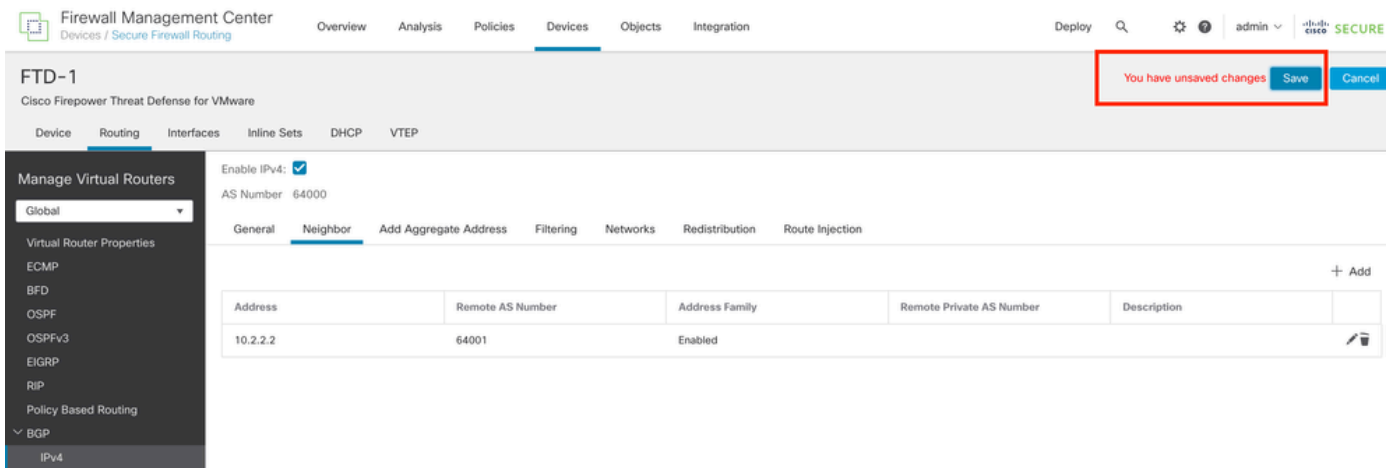 Firewall Management Center
Devices / Secure Firewall Routing
Overview Analysis Policies Devices Objects Integration Deploy admin cisco SECURE
FTD-1
Cisco Firepower Threat Defense for VMware
You have unsaved changes Save Cancel
Device Routing Interfaces Inline Sets DHCP VTEP
Manage Virtual Routers
Global
Virtual Router Properties
ECMP
BFD
OSPF
OSPFv3
EIGRP
RIP
Policy Based Routing
BGP
IPv4
Enable IPv4:
AS Number 64000
General Neighbor Add Aggregate Address Filtering Networks Redistribution Route Injection
+ Add
Address Remote AS Number Address Family Remote Private AS Number Description
10.2.2.2 64001 Enabled